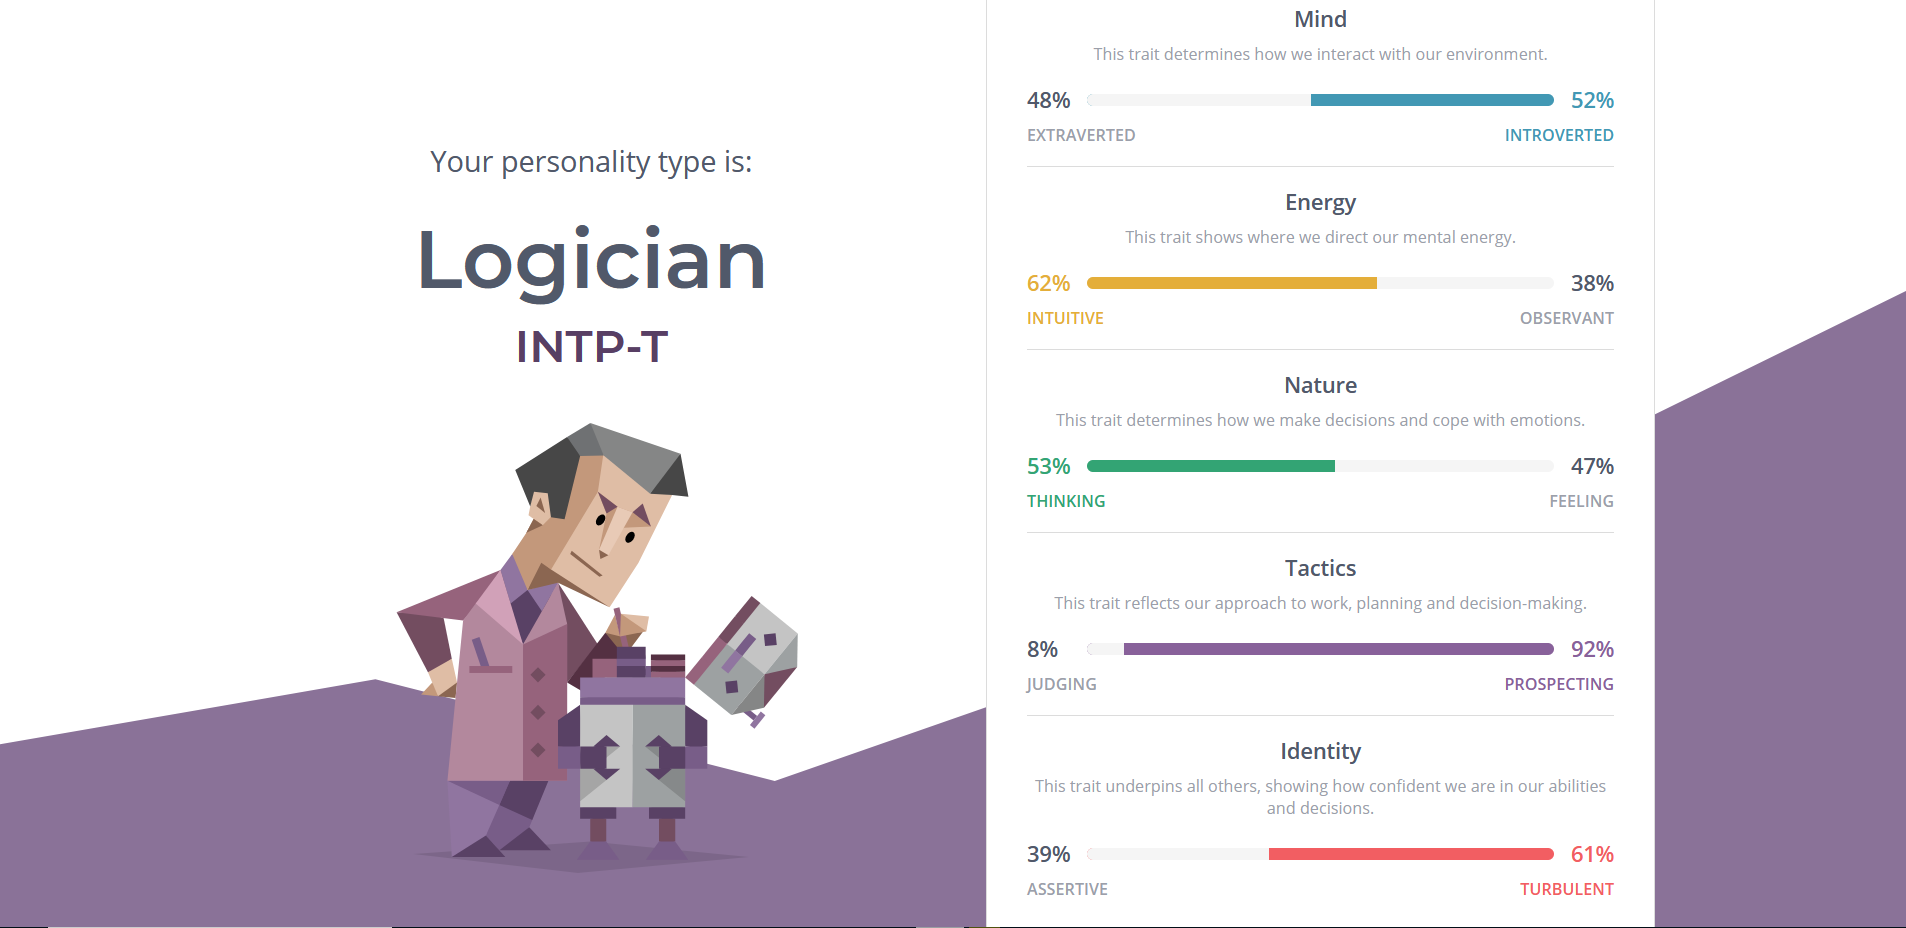 Your personality type is:
Logician
INTP-T
Mind
This trait determines how we interact with our environment.
48% 52%
EXTRAVERTED INTROVERTED
Energy
This trait shows where we direct our mental energy.
62% 38%
INTUITIVE OBSERVANT
Nature
This trait determines how we make decisions and cope with emotions.
53% 47%
THINKING FEELING
Tactics
This trait reflects our approach to work, planning and decision-making.
8% 92%
JUDGING PROSPECTING
Identity
This trait underpins all others, showing how confident we are in our abilities
and decisions.
39% 61%
ASSERTIVE TURBULENT